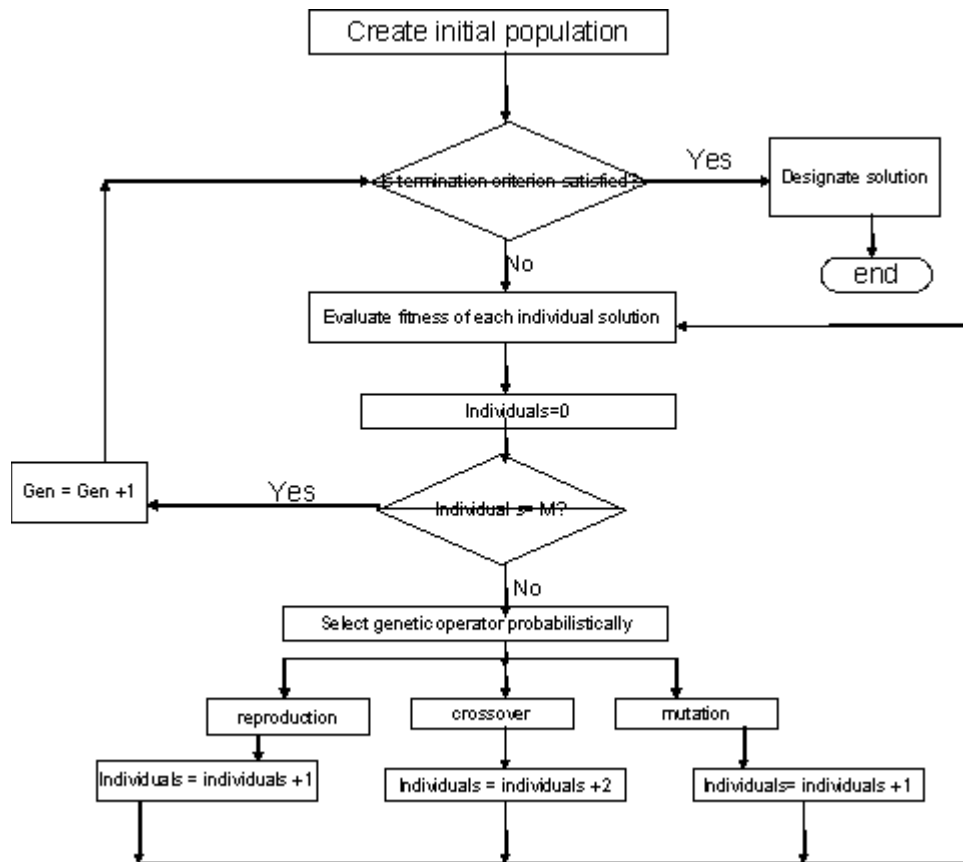 Create initial population
Yes
Is termination criterion satisfied?
Designate solution
No
end
Evaluate fitness of each individual solution
Individuals=0
Gen = Gen +1
Yes
Individual s= M?
No
Select genetic operator probabilistically
reproduction
crossover
mutation
Individuals = individuals +1
Individuals = individuals +2
Individuals= individuals +1